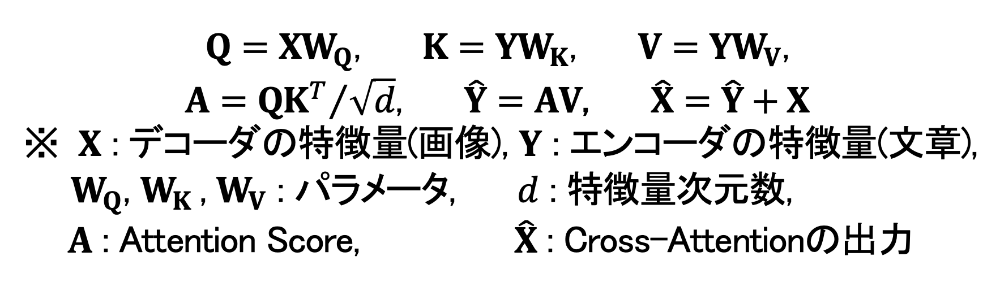 𝐐 = 𝐗𝐖_𝐐, 𝐊 = 𝐘𝐖_𝐊, 𝐕 = 𝐘𝐖_𝐕,
𝐀 = 𝐐𝐊^𝑇/√𝑑, 𝐘̂ = 𝐀𝐕, 𝐗̂ = 𝐘̂ + 𝐗
※ 𝐗 : デコーダの特徴量(画像), 𝐘 : エンコーダの特徴量(文章),
𝐖_𝐐, 𝐖_𝐊 , 𝐖_𝐕 : パラメータ, 𝑑 : 特徴量次元数,
𝐀 : Attention Score, 𝐗̂ : Cross-Attentionの出力